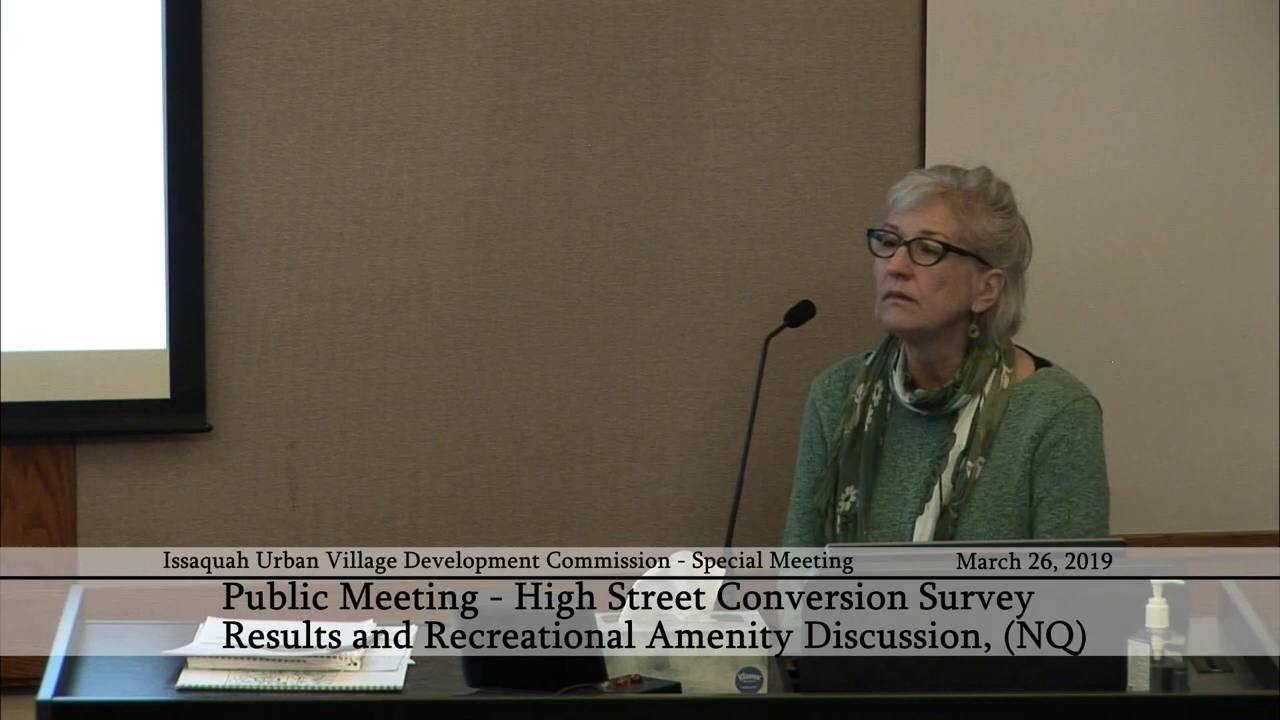 Issaquah Urban Village Development Commission - Special Meeting March 26, 2019
Public Meeting - High Street Conversion Survey
Results and Recreational Amenity Discussion, (NQ)
Kleenex